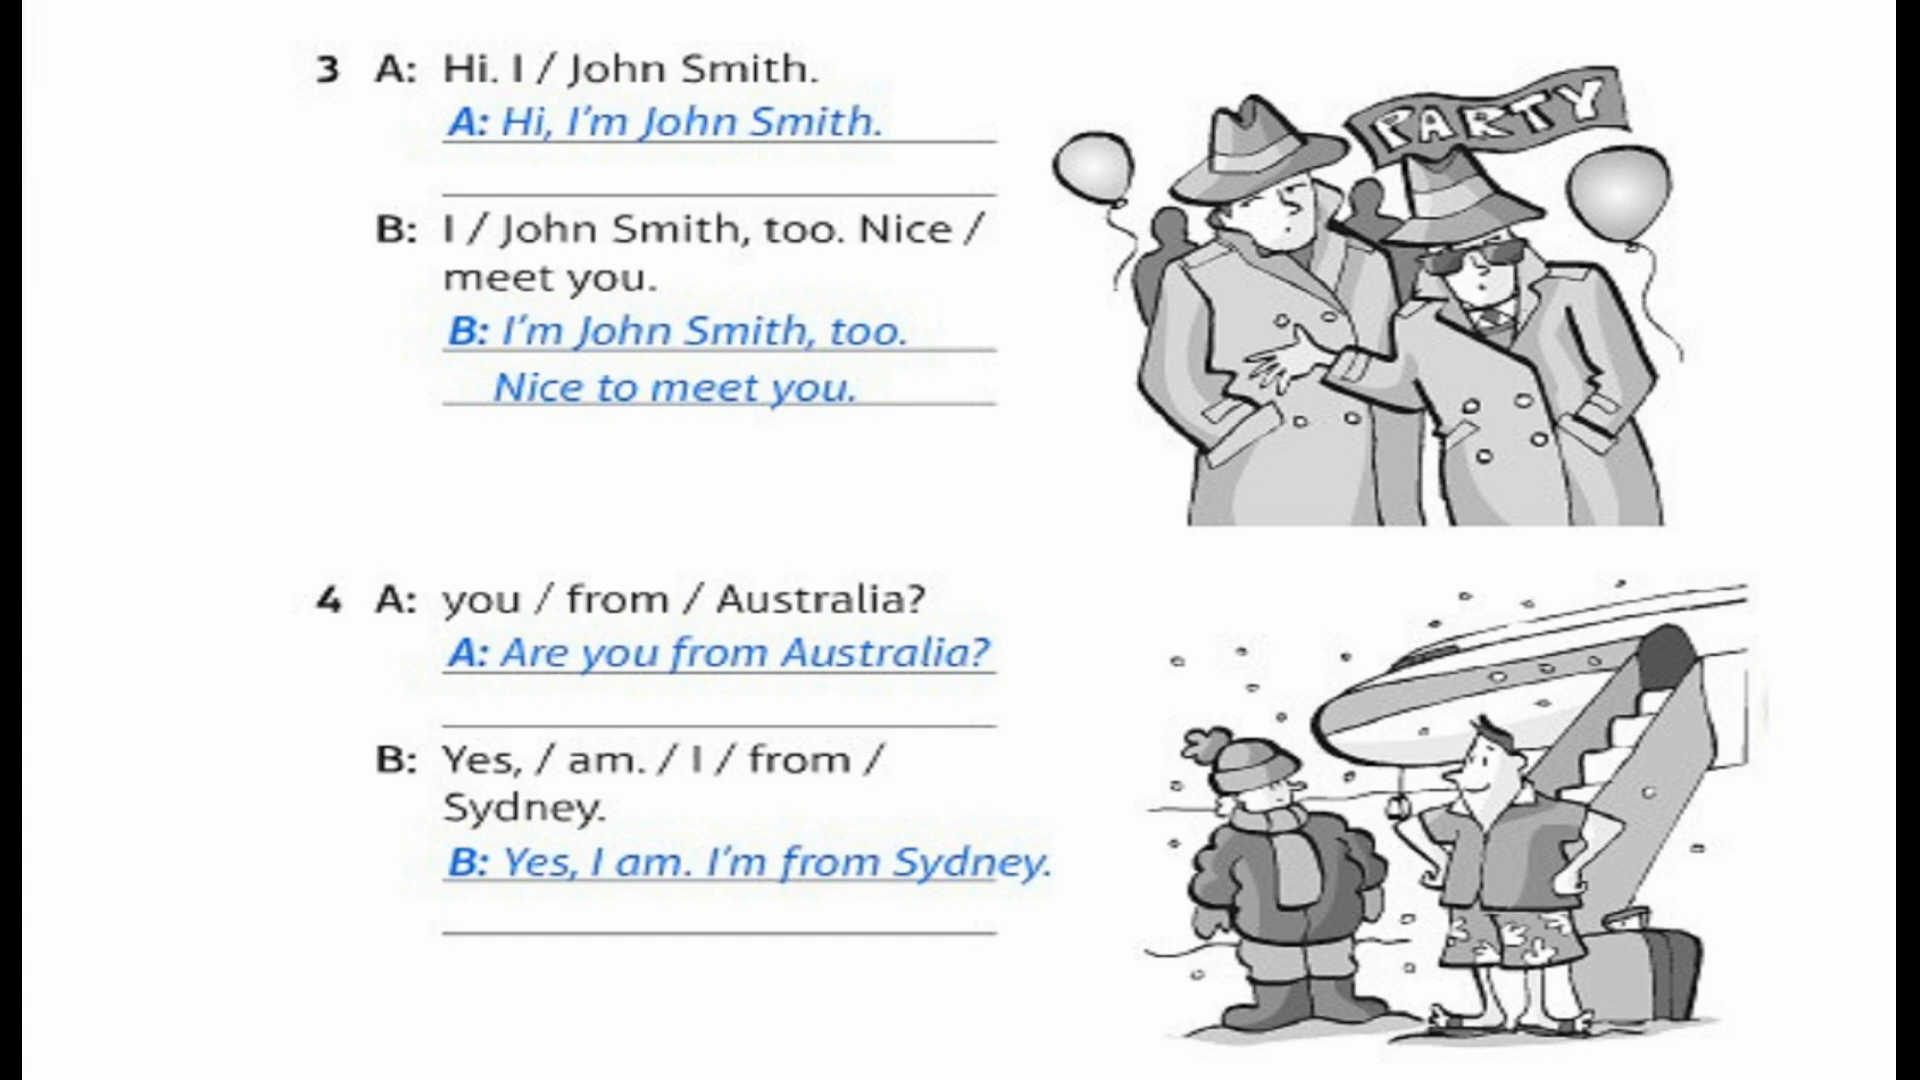 3 A: Hi. I / John Smith.
A: Hi, I'm John Smith.
B: I / John Smith, too. Nice /
meet you.
B: I'm John Smith, too.
Nice to meet you.
PARTY
4 A: you / from / Australia?
A: Are you from Australia?
B: Yes, / am. / I / from /
Sydney.
B: Yes, I am. I'm from Sydney.